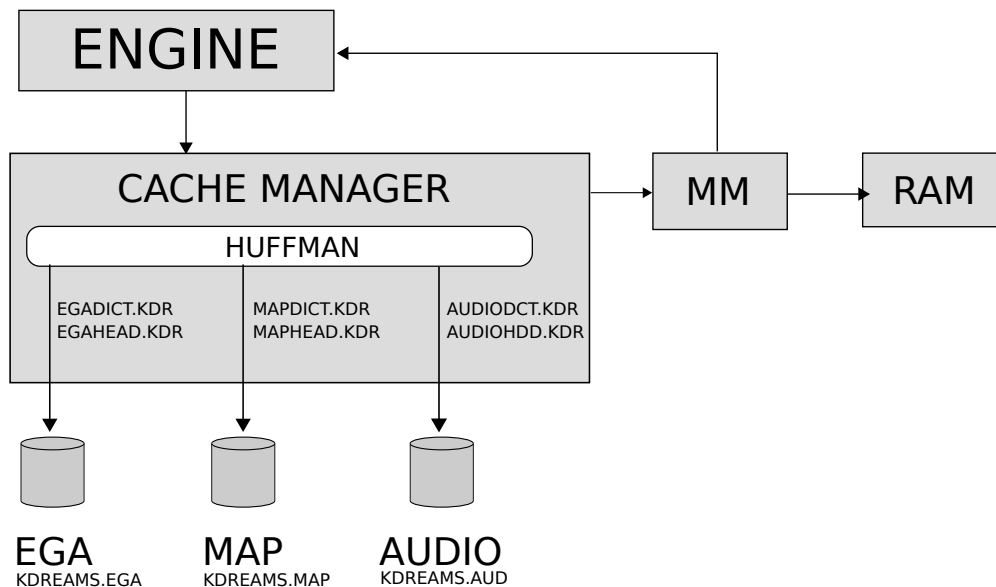 ENGINE
CACHE MANAGER
MM
RAM
HUFFMAN
EGADICT.KDR
EGAHEAD.KDR
MAPDICT.KDR
MAPHEAD.KDR
AUDIODCT.KDR
AUDIOHDD.KDR
EGA
KDREAMS.EGA
MAP
KDREAMS.MAP
AUDIO
KDREAMS.AUD